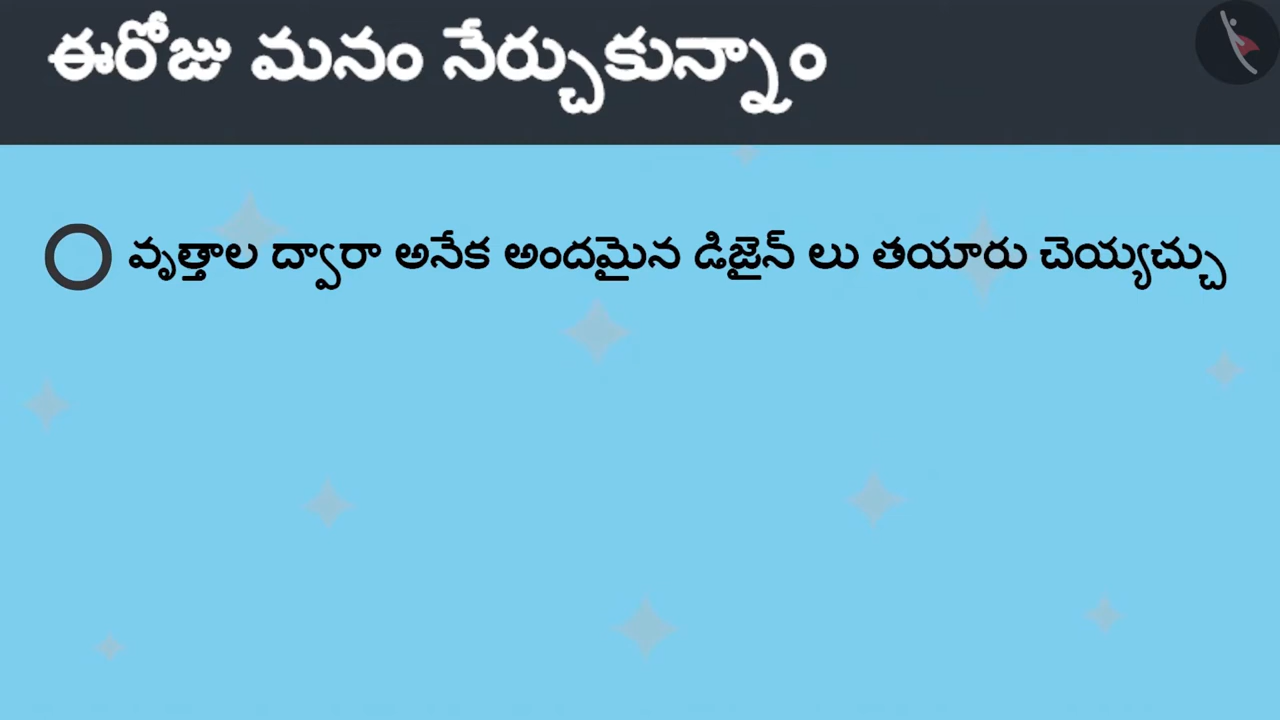 ఈరోజు మనం నేర్చుకున్నాం
వృత్తాల ద్వారా అనేక అందమైన డిజైన్ లు తయారు చెయ్యచ్చు